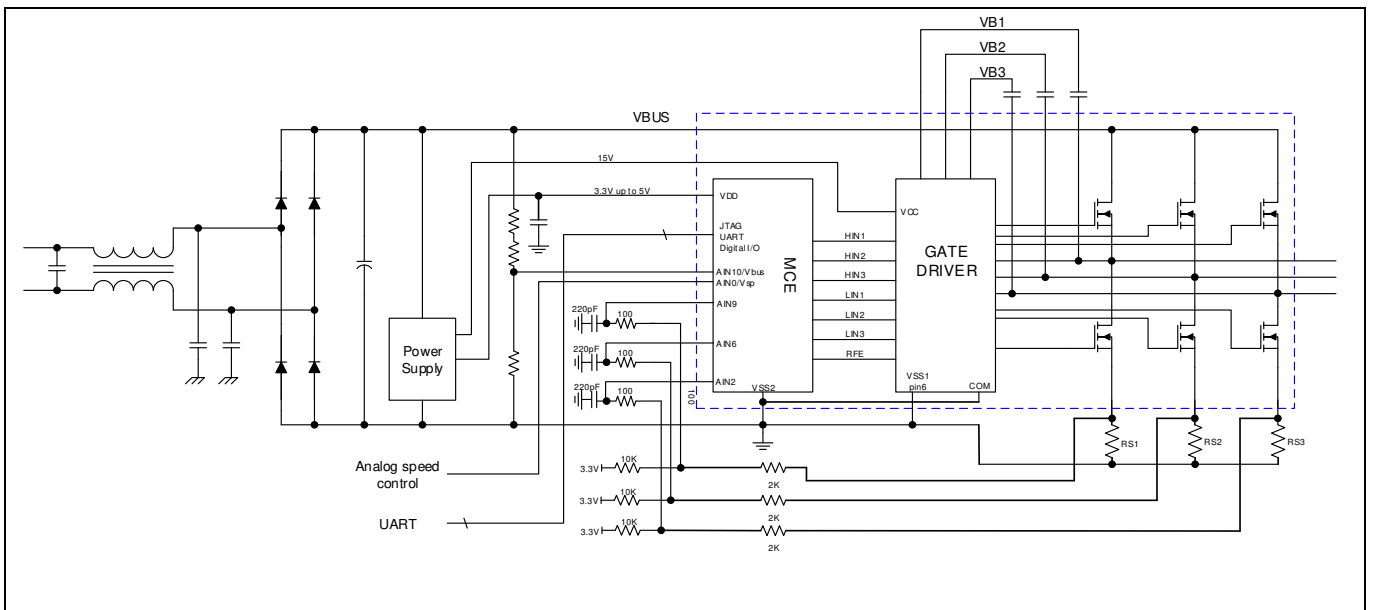 VB1
VB2
VB3
VBUS
15V
3.3V up to 5V
VDD
VCC
JTAG
UART
Digital I/O
MCE
GATE
DRIVER
HIN1
HIN2
HIN3
LIN1
LIN2
LIN3
RFE
AIN10/Vbus
AIN0/Vsp
AIN9
220pF
100
AIN6
220pF
100
AIN2
220pF
100
100
Power
Supply
VSS2
VSS1
pin6
COM
RS1
RS2
RS3
Analog speed
control
UART
3.3V
10K
2K
3.3V
10K
2K
3.3V
10K
2K